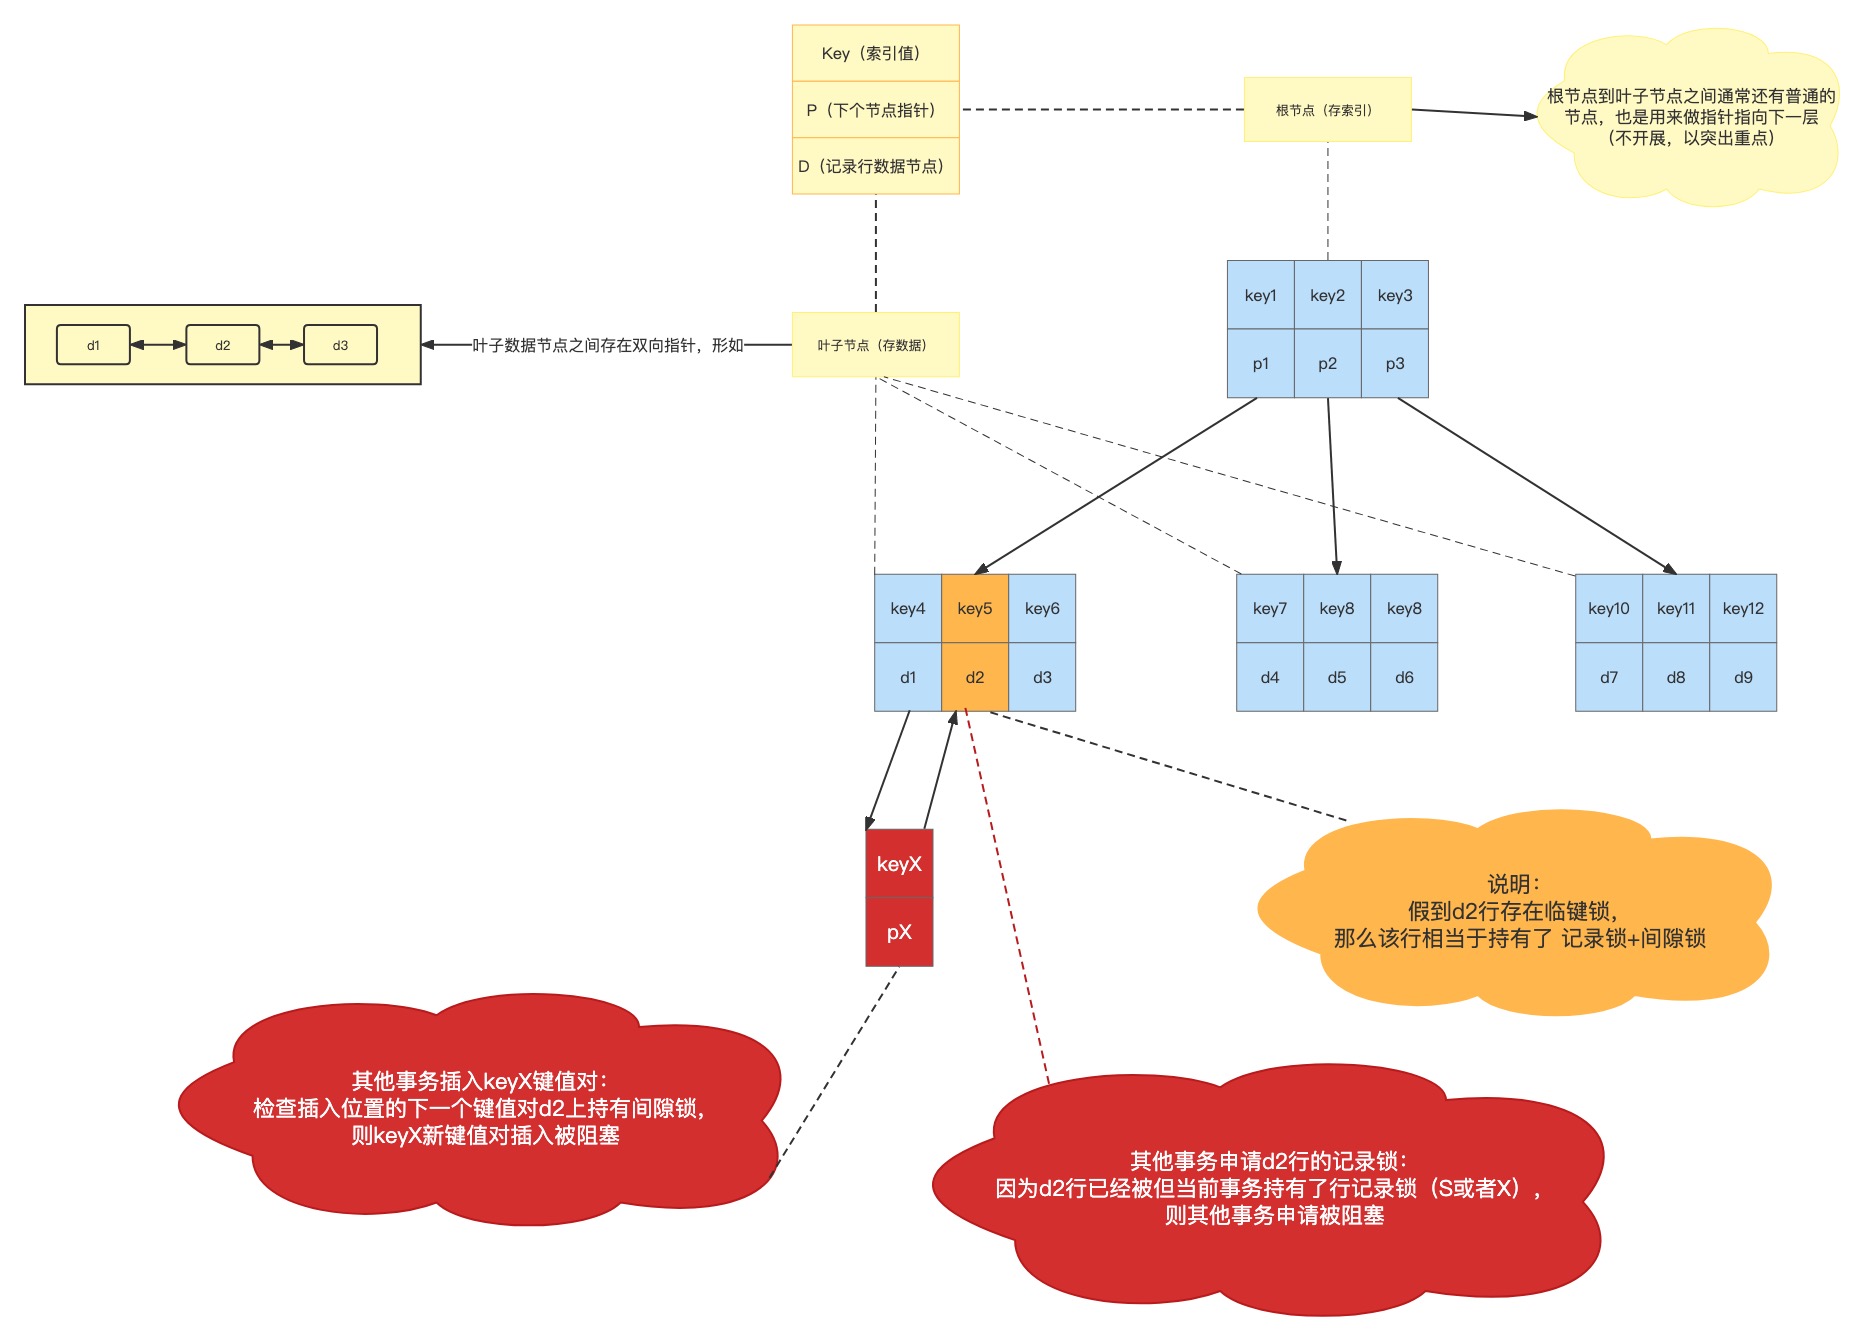 Key（索引值）
P（下个节点指针）
D（记录行数据节点）
根节点（存索引）
根节点到叶子节点之间通常还有普通的
节点，也是用来做指针指向下一层
（不开展，以突出重点）
key1
key2
key3
p1
p2
p3
d1
d2
d3
叶子数据节点之间存在双向指针，形如
叶子节点（存数据）
key4
key5
key6
d1
d2
d3
key7
key8
key8
d4
d5
d6
key10
key11
key12
d7
d8
d9
keyX
pX
说明：
假到d2行存在临键锁，
那么该行相当于持有了 记录锁+间隙锁
其他事务插入keyX键值对：
检查插入位置的下一个键值对d2上持有间隙锁，
则keyX新键值对插入被阻塞
其他事务申请d2行的记录锁：
因为d2行已经被但当前事务持有了行记录锁（S或者X），
则其他事务申请被阻塞